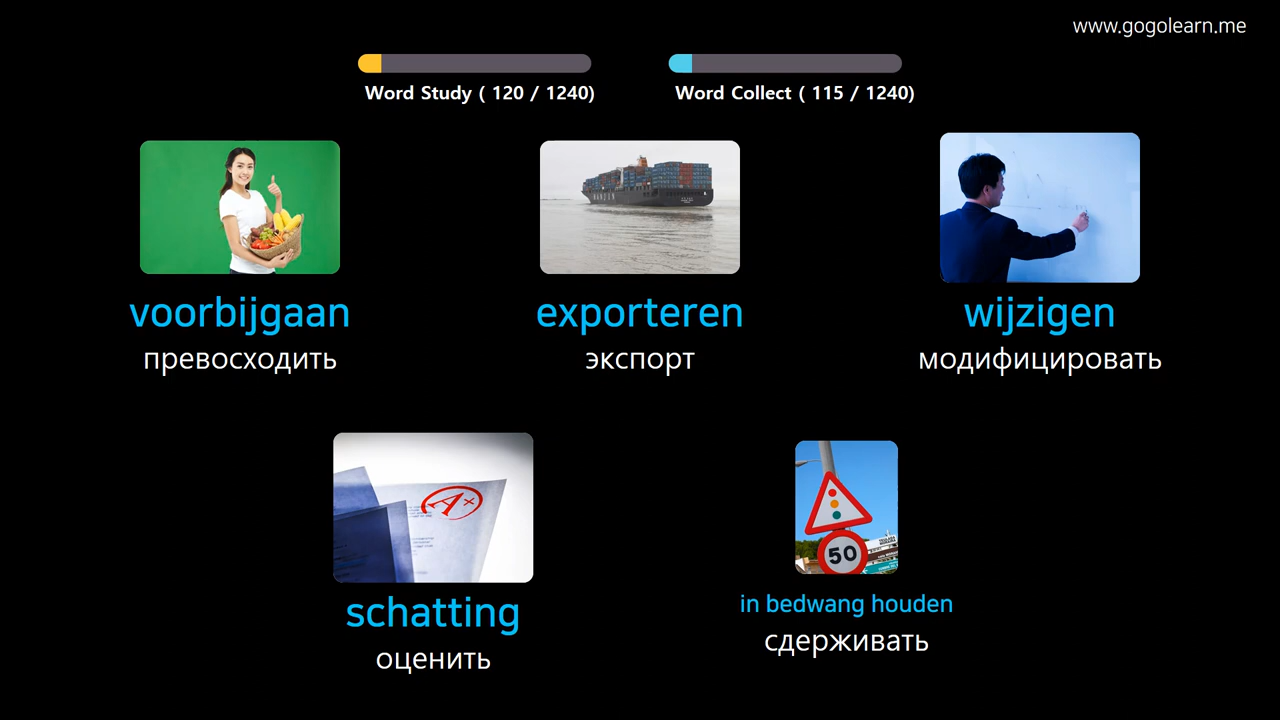 www.gogolearn.me
Word Study ( 120 / 1240)
Word Collect ( 115 / 1240)
voorbijgaan
превосходить
exporteren
экспорт
wijzigen
модифицировать
A+
schatting
оценить
50
in bedwang houden
сдерживать